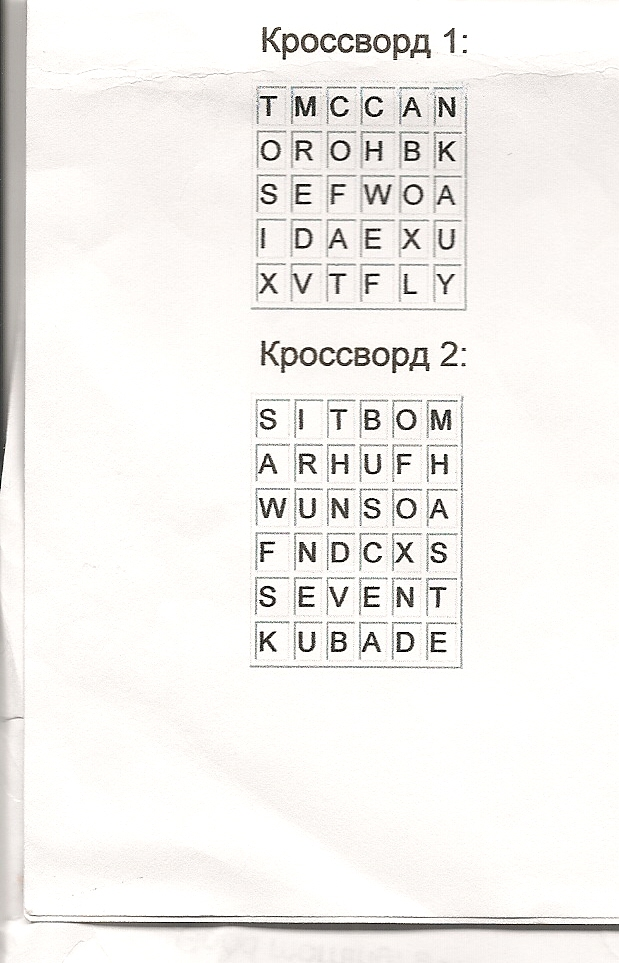 Кроссворд 1:
T M C C A N
O R O H B K
S E F W O A
I D A E X U
X V T F L Y
Кроссворд 2:
S I T B O M
A R H U F H
W U N S O A
F N D C X S
S E V E N T
K U B A D E